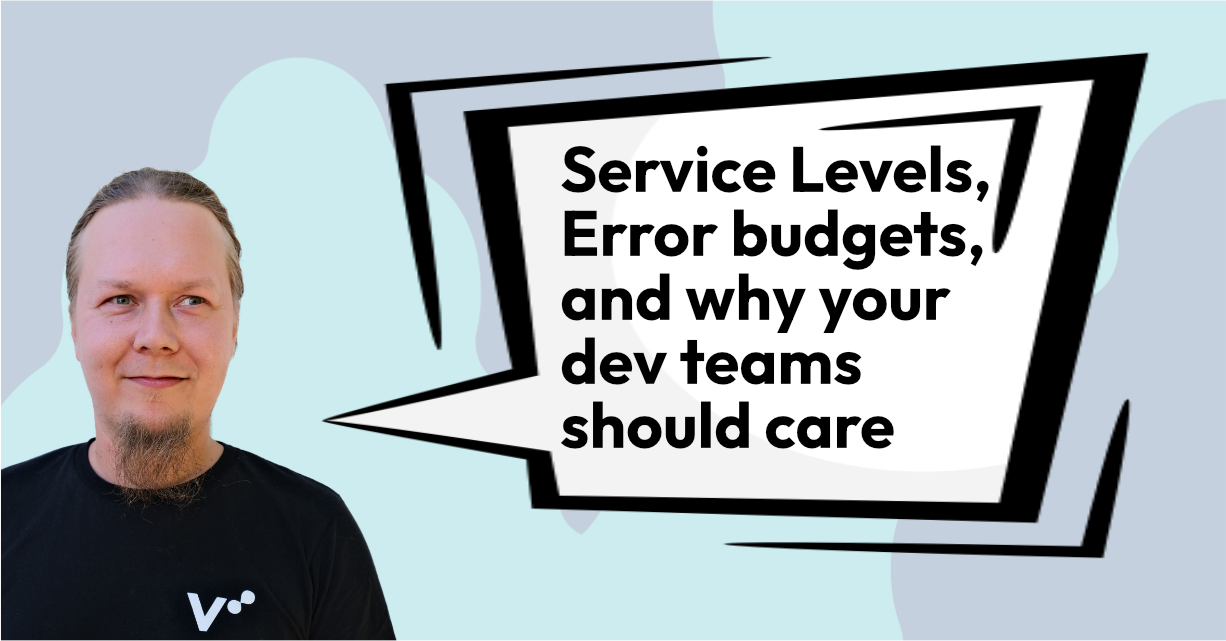 Service Levels,
Error budgets,
and why your
dev teams
should care